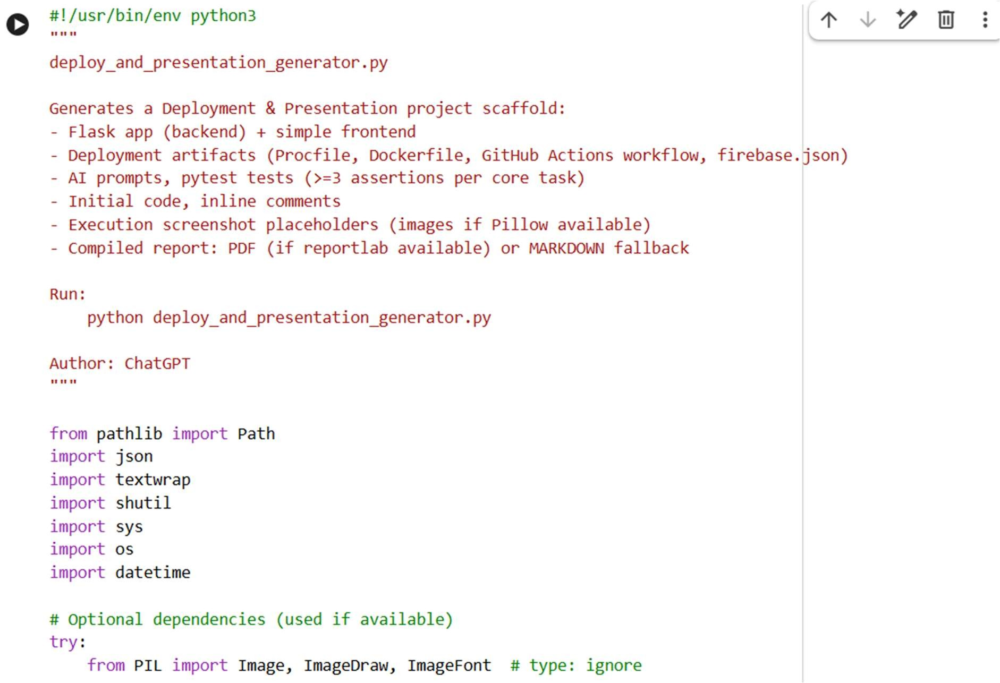 #!/usr/bin/env python3
"""
deploy_and_presentation_generator.py

Generates a Deployment & Presentation project scaffold:
- Flask app (backend) + simple frontend
- Deployment artifacts (Procfile, Dockerfile, GitHub Actions workflow, firebase.json)
- AI prompts, pytest tests (>=3 assertions per core task)
- Initial code, inline comments
- Execution screenshot placeholders (images if Pillow available)
- Compiled report: PDF (if reportlab available) or MARKDOWN fallback

Run:
    python deploy_and_presentation_generator.py

Author: ChatGPT
"""

from pathlib import Path
import json
import textwrap
import shutil
import sys
import os
import datetime

# Optional dependencies (used if available)
try:
    from PIL import Image, ImageDraw, ImageFont  # type: ignore